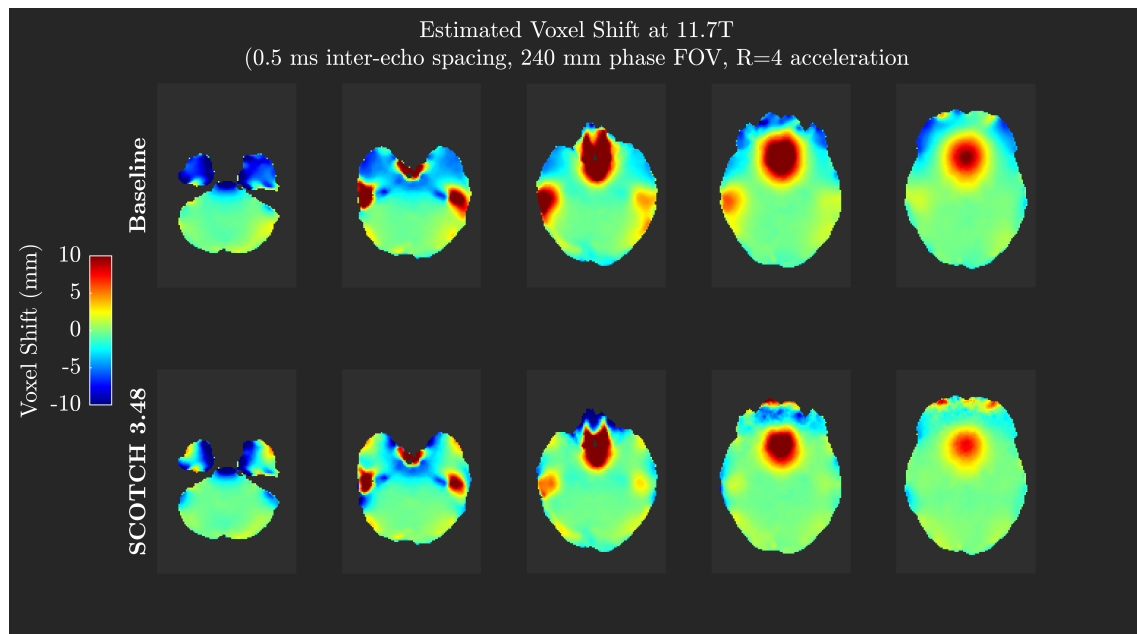 Estimated Voxel Shift at 11.7T
(0.5 ms inter-echo spacing, 240 mm phase FOV, R=4 acceleration
Baseline
Voxel Shift (mm)
10
5
0
-5
-10
SCOTCH 3.48